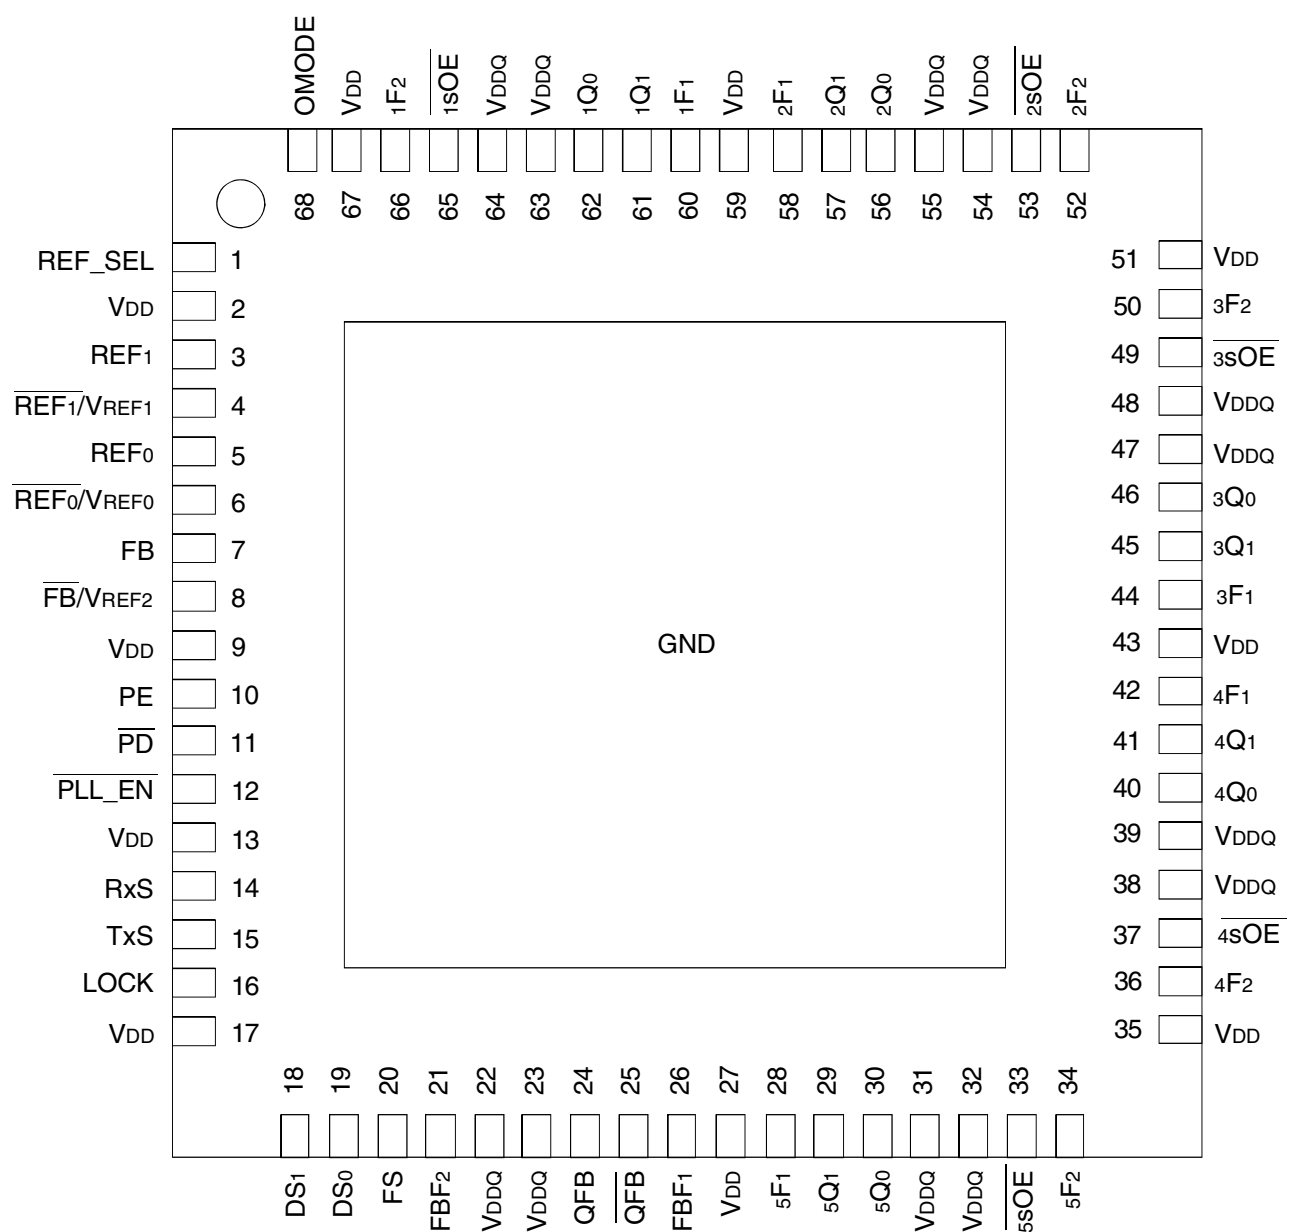 OMODE
VDD
1F2
1sOE
VDDQ
VDDQ
1Q0
1Q1
1F1
VDD
2F1
2Q1
2Q0
VDDQ
VDDQ
2sOE
2F2
68
67
66
65
64
63
62
61
60
59
58
57
56
55
54
53
52
REF_SEL 1
VDD 2
REF1 3
REF1/VREF1 4
REF0 5
REF0/VREF0 6
FB 7
FB/VREF2 8
VDD 9
PE 10
PD 11
PLL_EN 12
VDD 13
RxS 14
TxS 15
LOCK 16
VDD 17
GND
51 VDD
50 3F2
49 3sOE
48 VDDQ
47 VDDQ
46 3Q0
45 3Q1
44 3F1
43 VDD
42 4F1
41 4Q1
40 4Q0
39 VDDQ
38 VDDQ
37 4sOE
36 4F2
35 VDD
18
19
20
21
22
23
24
25
26
27
28
29
30
31
32
33
34
DS1
DS0
FS
FBF2
VDDQ
VDDQ
QFB
QFB
FBF1
VDD
5F1
5Q1
5Q0
VDDQ
VDDQ
5sOE
5F2